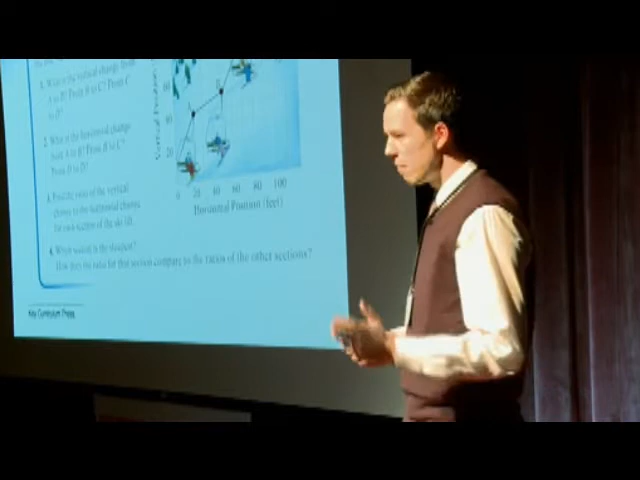 1. What is the vertical change from
A to B? From B to C? From C
to D?
2. What is the horizontal change
from A to B? From B to C?
From C to D?
3. Find the ratio of the vertical
change to the horizontal change
for each section of the ski lift.
4. Which section is the steepest?
How does the ratio for that section compare to the ratios of the other sections?
Key Curriculum Press
Vertical Position
0 20 40 60 80 100
Horizontal Position (feet)